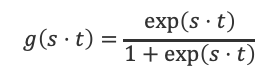 g(s · t) = exp(s · t) / 1 + exp(s · t)